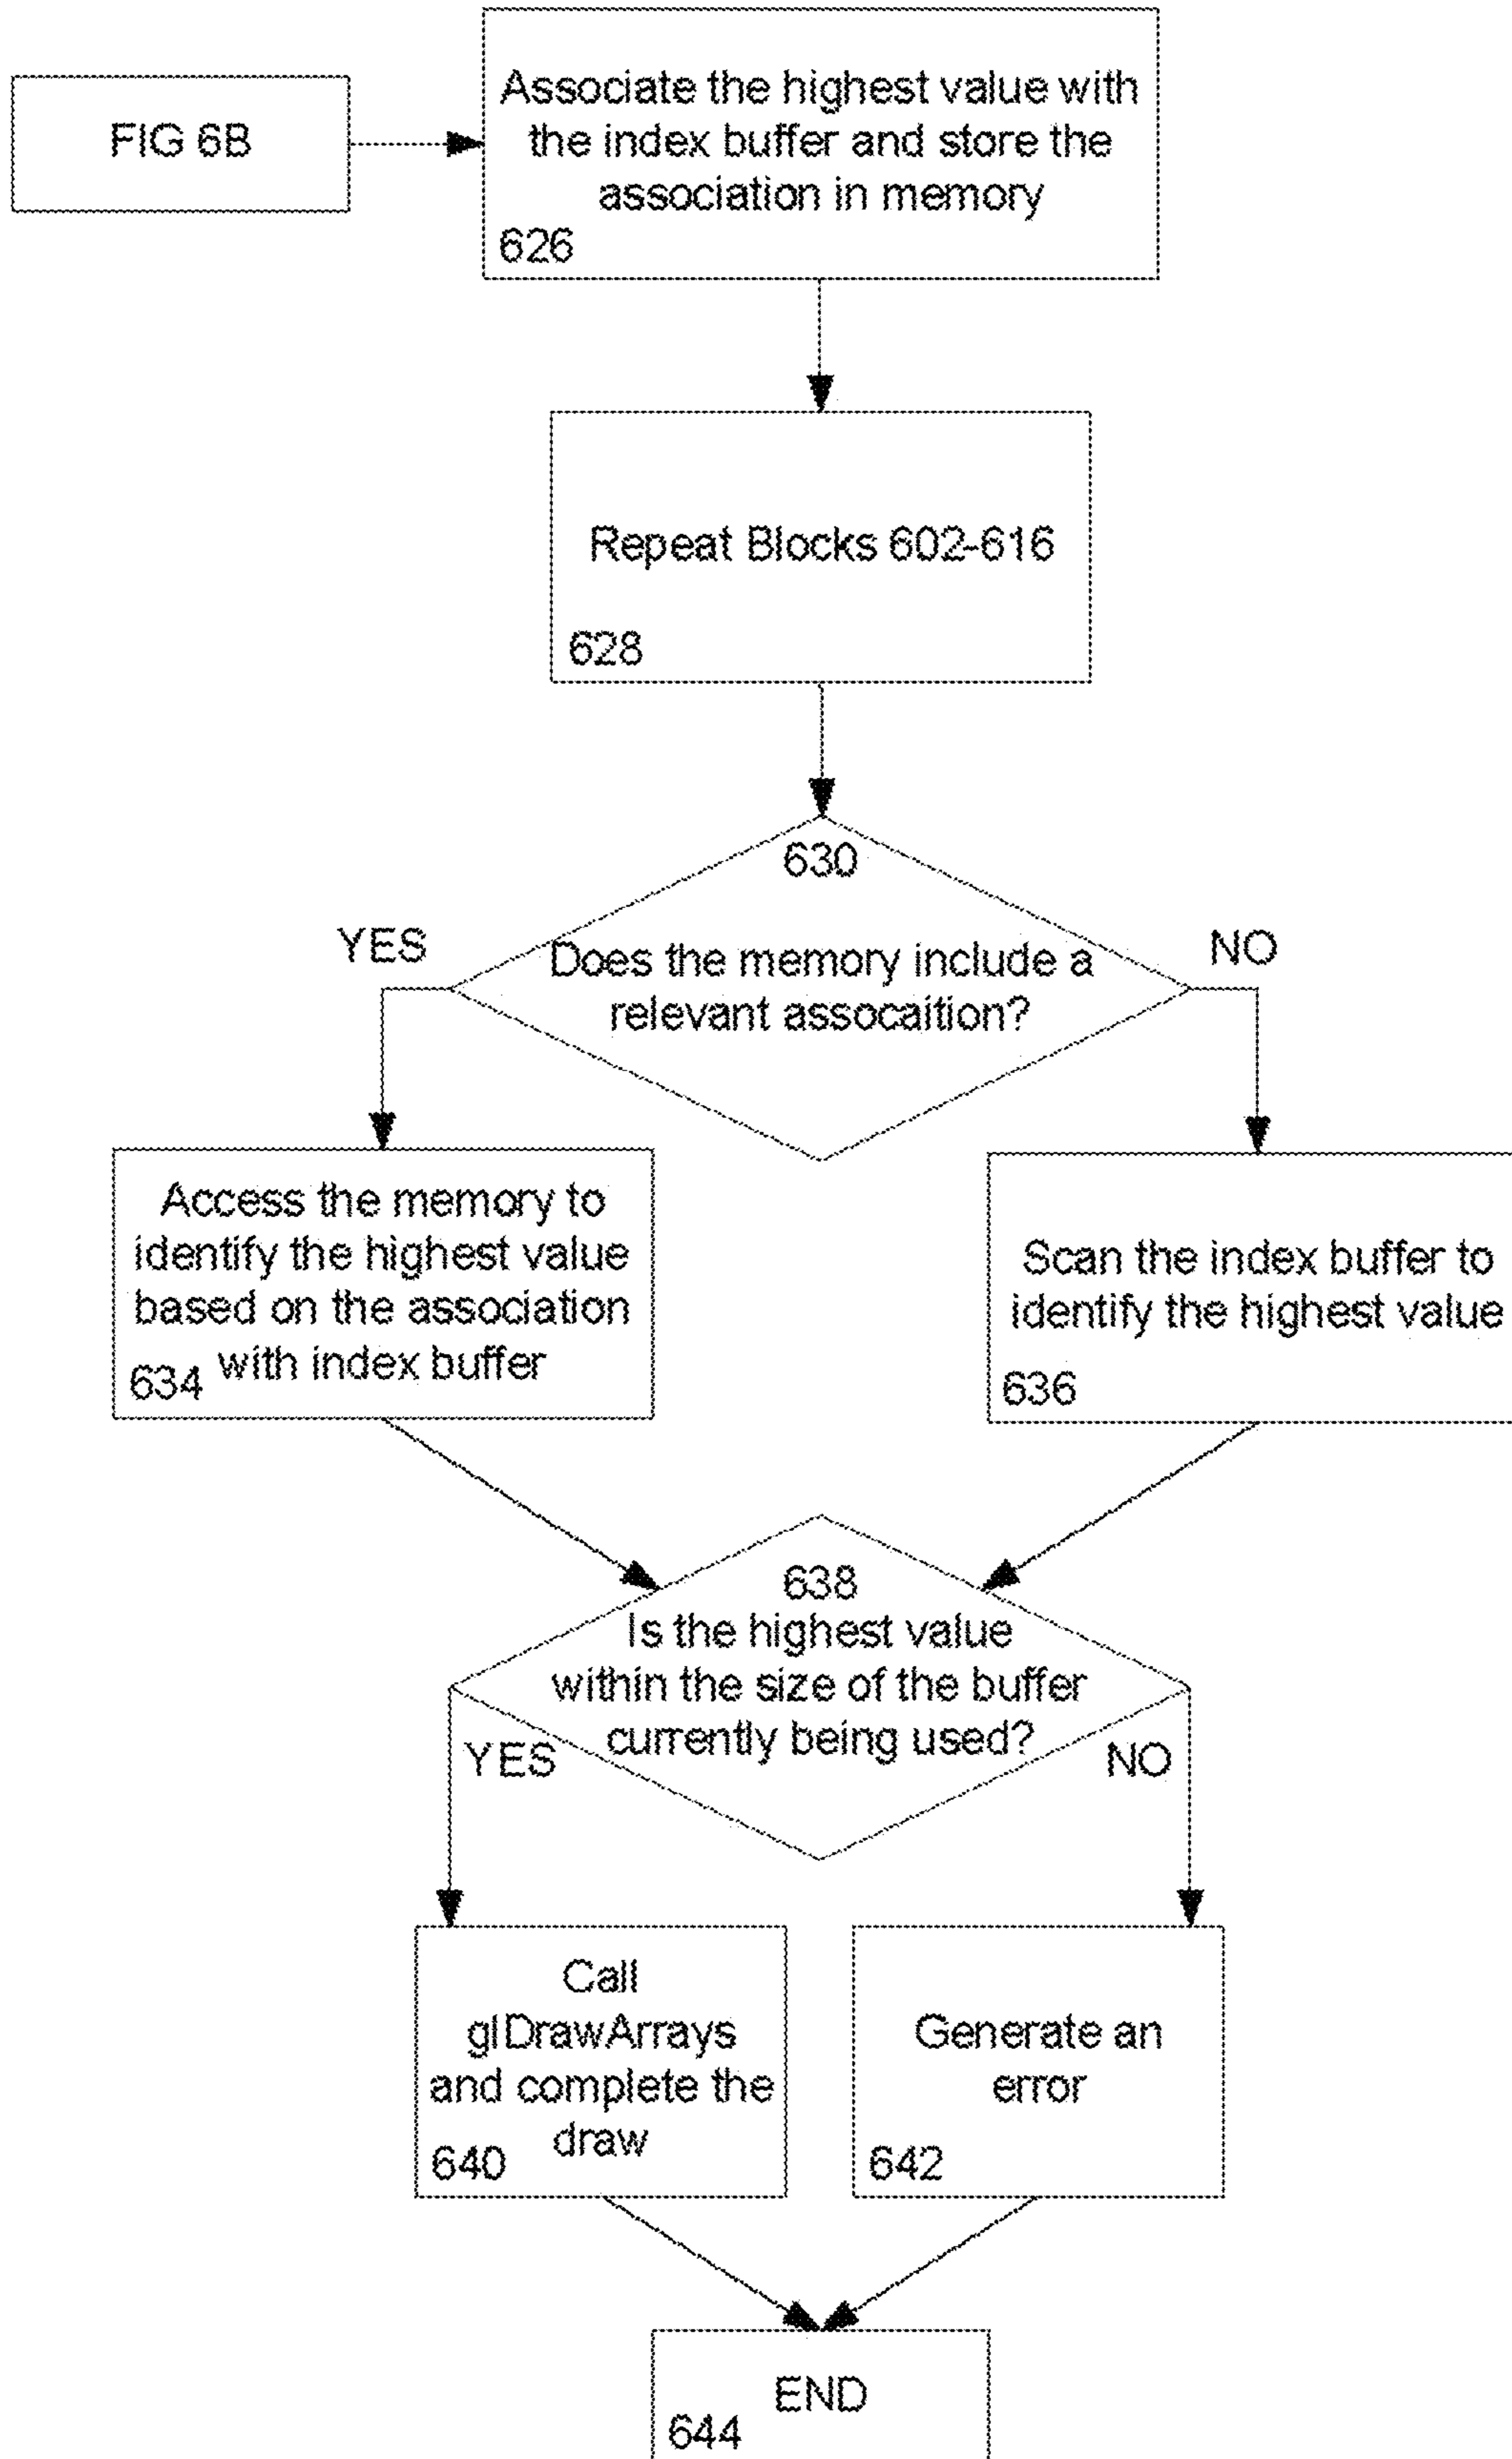 FIG 6B
Associate the highest value with
the index buffer and store the
association in memory
626
Repeat Blocks 602-616
628
630
YES
NO
Does the memory include a
relevant assocaition?
Access the memory to
identify the highest value
based on the association
with index buffer
634
Scan the index buffer to
identify the highest value
636
638
Is the highest value
within the size of the buffer
currently being used?
YES
NO
Call
glDrawArrays
and complete the
draw
640
Generate an
error
642
END
644